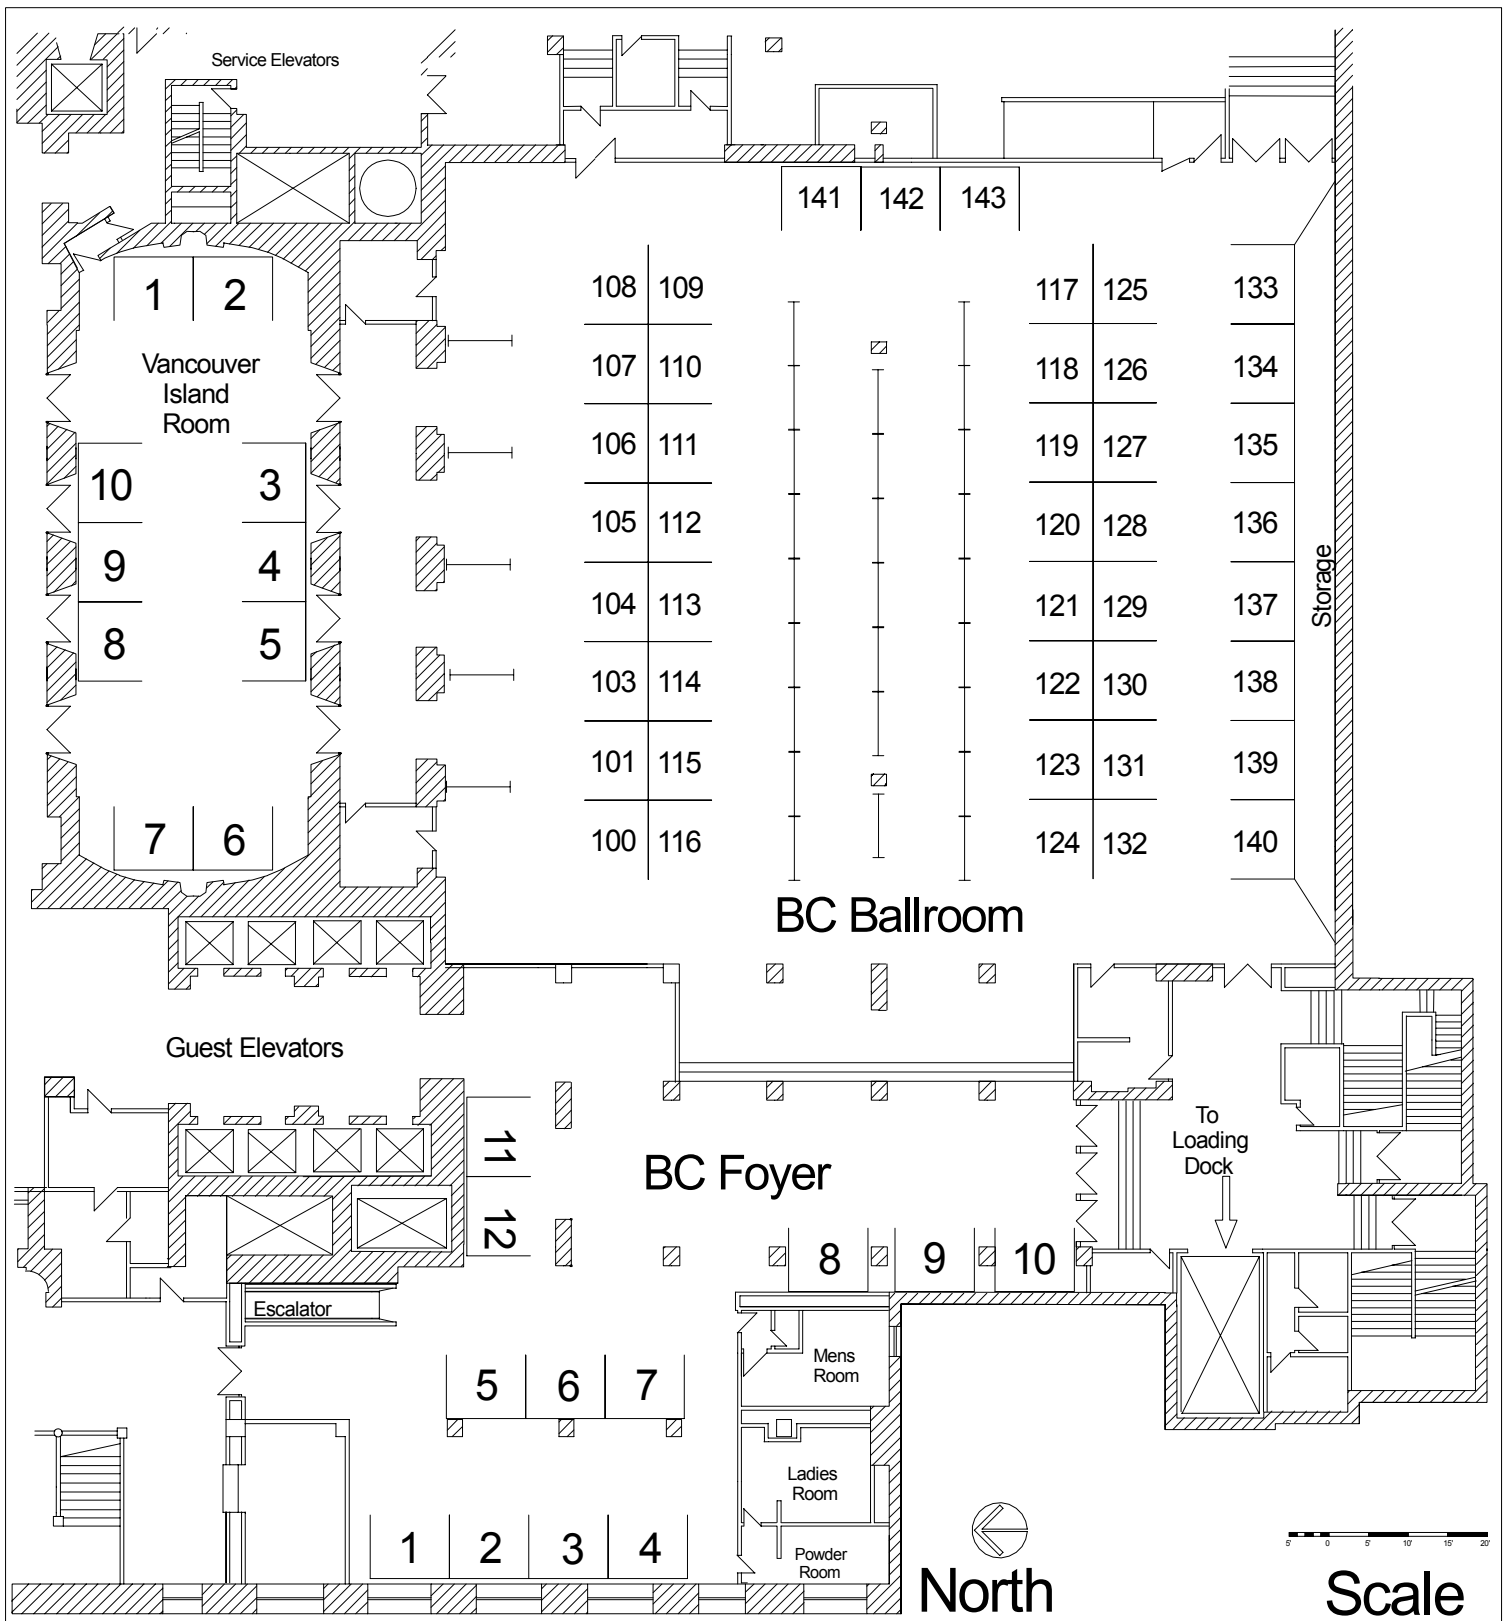 Service Elevators
141 142 143
1 2
108 109 117 125 133
Vancouver
Island
Room
107 110 118 126 134
106 111 119 127 135
10 3
105 112 120 128 136
9 4
Storage
104 113 121 129 137
8 5
103 114 122 130 138
101 115 123 131 139
7 6
100 116 124 132 140
BC Ballroom
Guest Elevators
To
Loading
Dock
11
BC Foyer
12
8 9 10
Escalator
Mens
Room
5 6 7
Ladies
Room
1 2 3 4
Powder
Room
5' 0 5' 10' 15' 20'
North
Scale